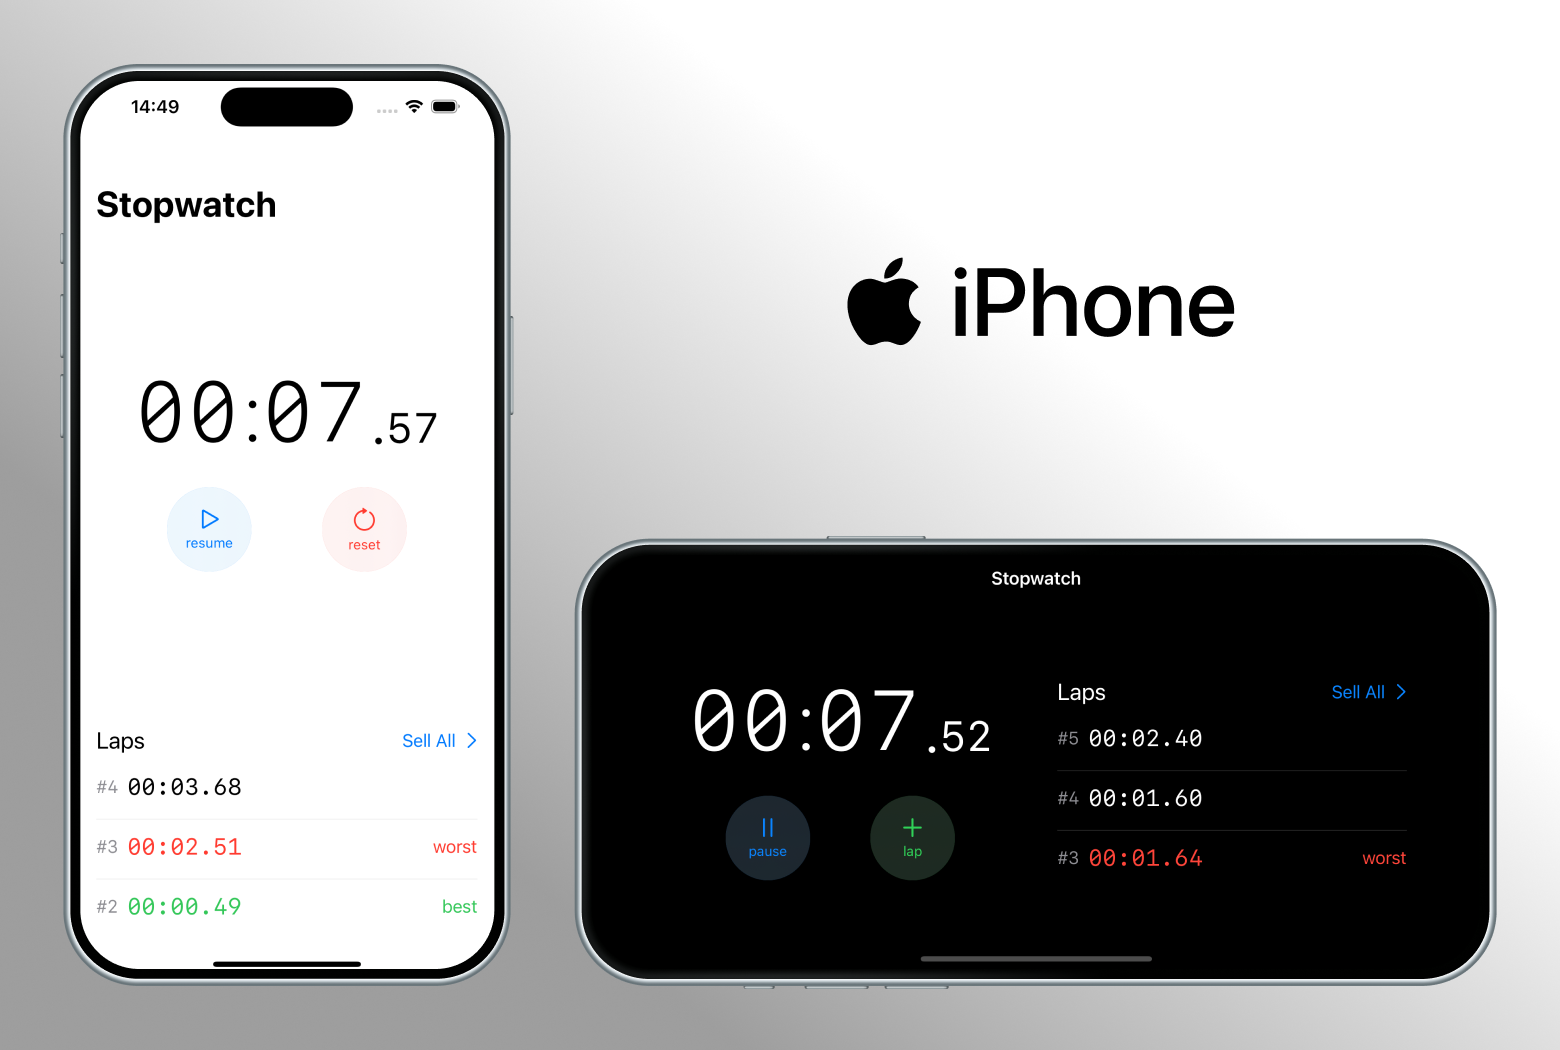 14:49
Stopwatch
00:07.57
resume
reset
Laps
Sell All
#4 00:03.68
#3 00:02.51 worst
#2 00:00.49 best
iPhone
Stopwatch
00:07.52
pause
lap
Laps
Sell All
#5 00:02.40
#4 00:01.60
#3 00:01.64 worst